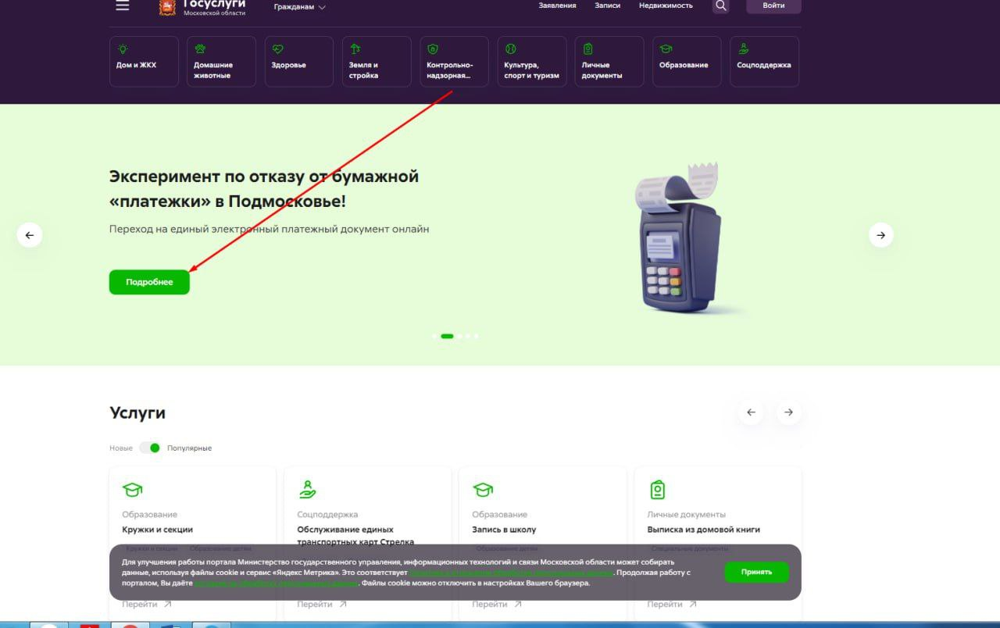 Госуслуги
Московской области
Гражданам
Заявления
Записи
Недвижимость
Войти
Дом и ЖКХ
Домашние
животные
Здоровье
Земля и
стройка
Контрольно-
надзорная...
Культура,
спорт и туризм
Личные
документы
Образование
Соцподдержка
Эксперимент по отказу от бумажной
«платежки» в Подмосковье!
Переход на единый электронный платежный документ онлайн
Подробнее
Услуги
Новые
Популярные
Образование
Кружки и секции
Кружки и секции
Образование детям
Соцподдержка
Обслуживание единых
транспортных карт Стрелка
Образование
Запись в школу
Образование детям
Личные документы
Выписка из домовой книги
Специальные документы
Для улучшения работы портала Министерство государственного управления, информационных технологий и связи Московской области может собирать
данные, используя файлы cookie и сервис «Яндекс Метрика». Это соответствует . Продолжая работу с
порталом, Вы даёте . Файлы cookie можно отключить в настройках Вашего браузера.
Принять
Перейти
Перейти
Перейти
Перейти